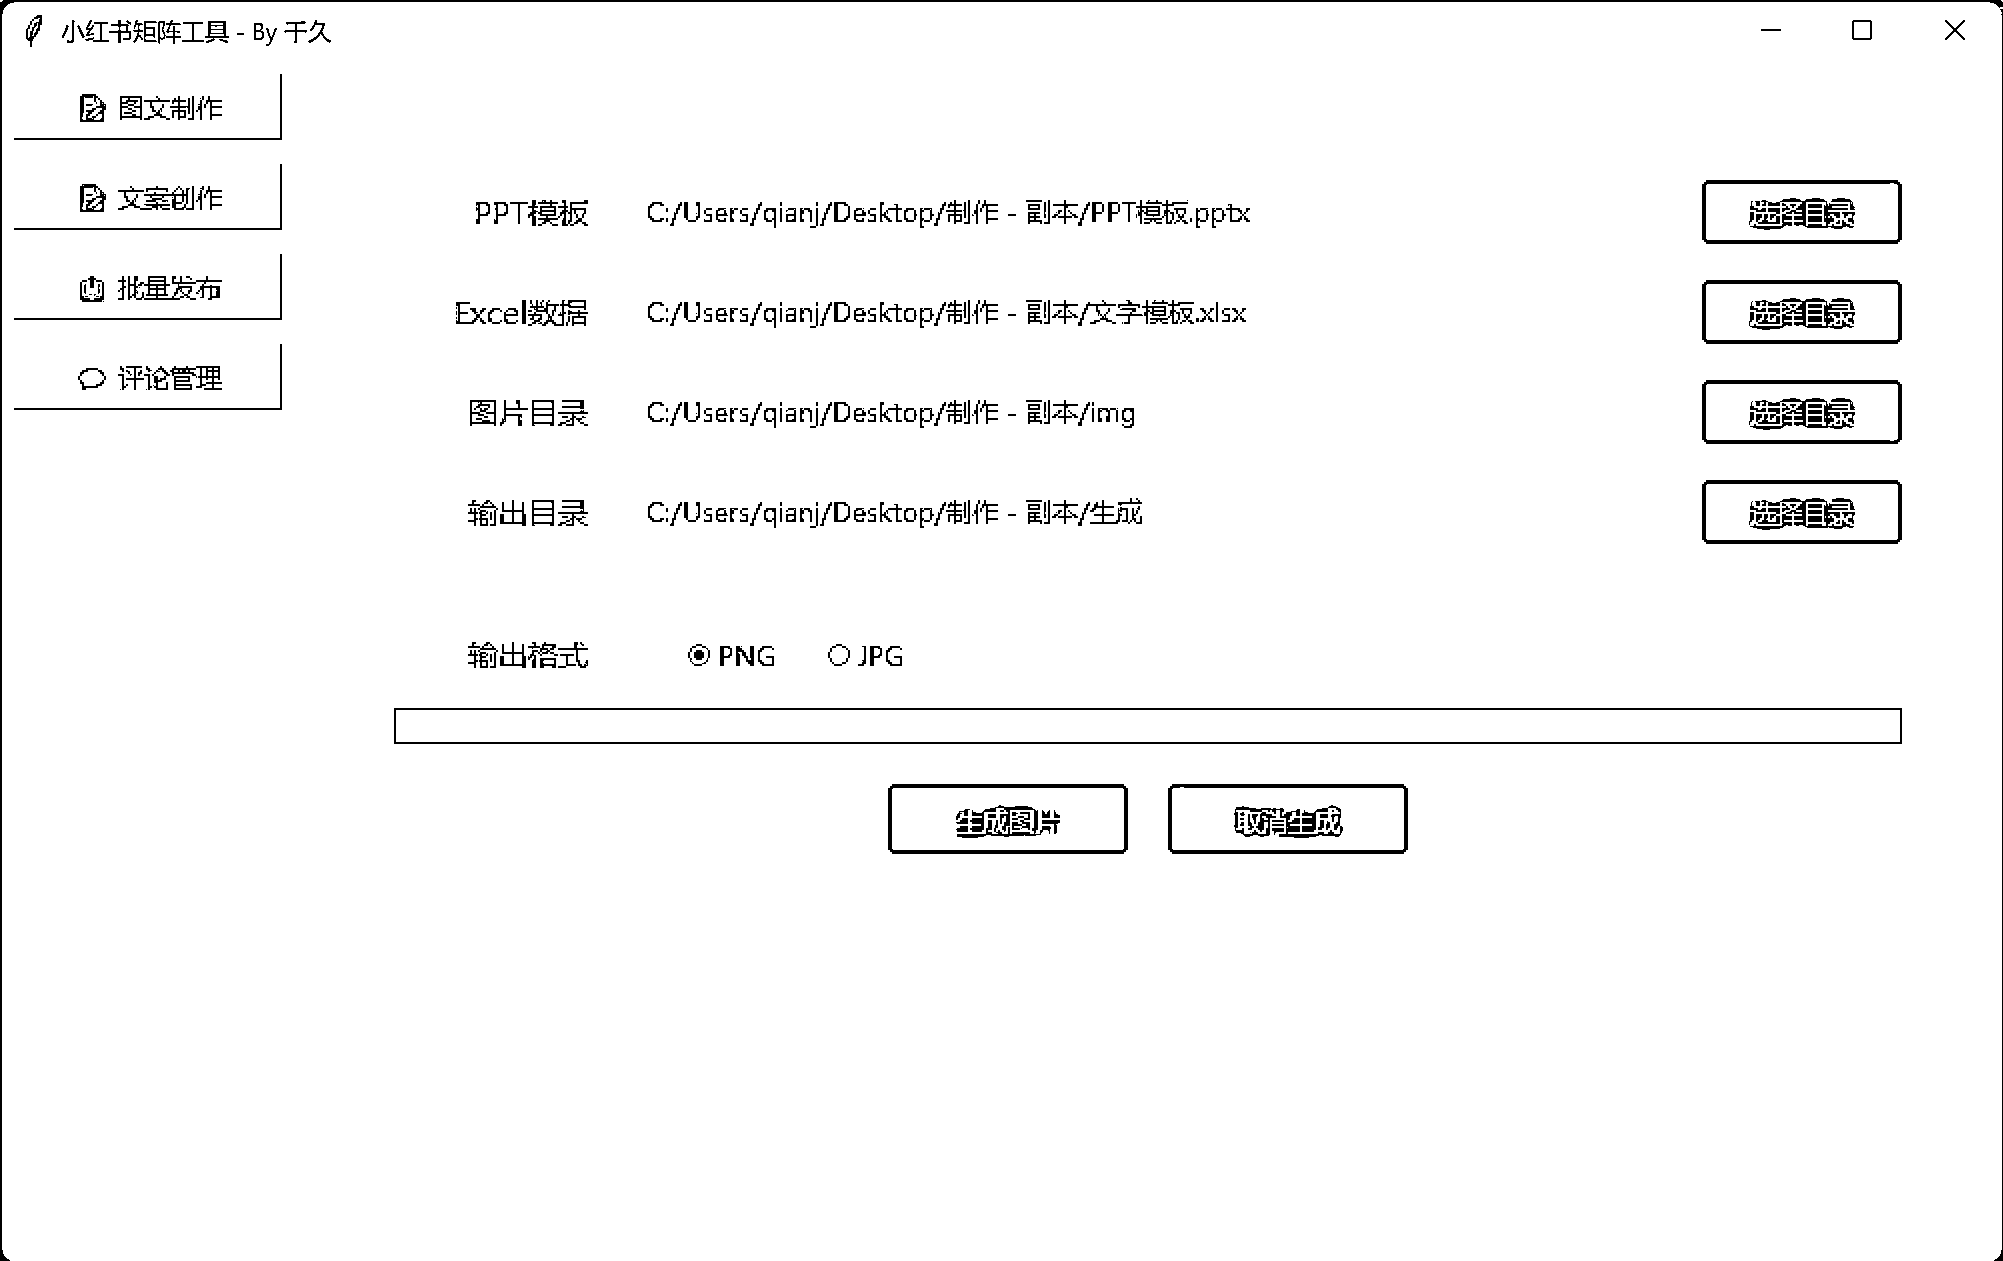 小红书矩阵工具 - By 千久
图文制作
文案创作
批量发布
评论管理
PPT模板 C:/Users/qianj/Desktop/制作 - 副本/PPT模板.pptx 选择目录
Excel数据 C:/Users/qianj/Desktop/制作 - 副本/文字模板.xlsx 选择目录
图片目录 C:/Users/qianj/Desktop/制作 - 副本/img 选择目录
输出目录 C:/Users/qianj/Desktop/制作 - 副本/生成 选择目录
输出格式 PNG JPG
生成图片 取消生成